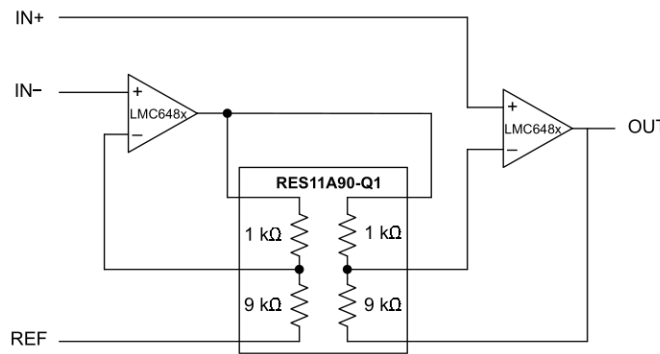 IN+
IN−
+
LMC648x
−
+
LMC648x
−
OUT
RES11A90-Q1
1 kΩ
1 kΩ
9 kΩ
9 kΩ
REF